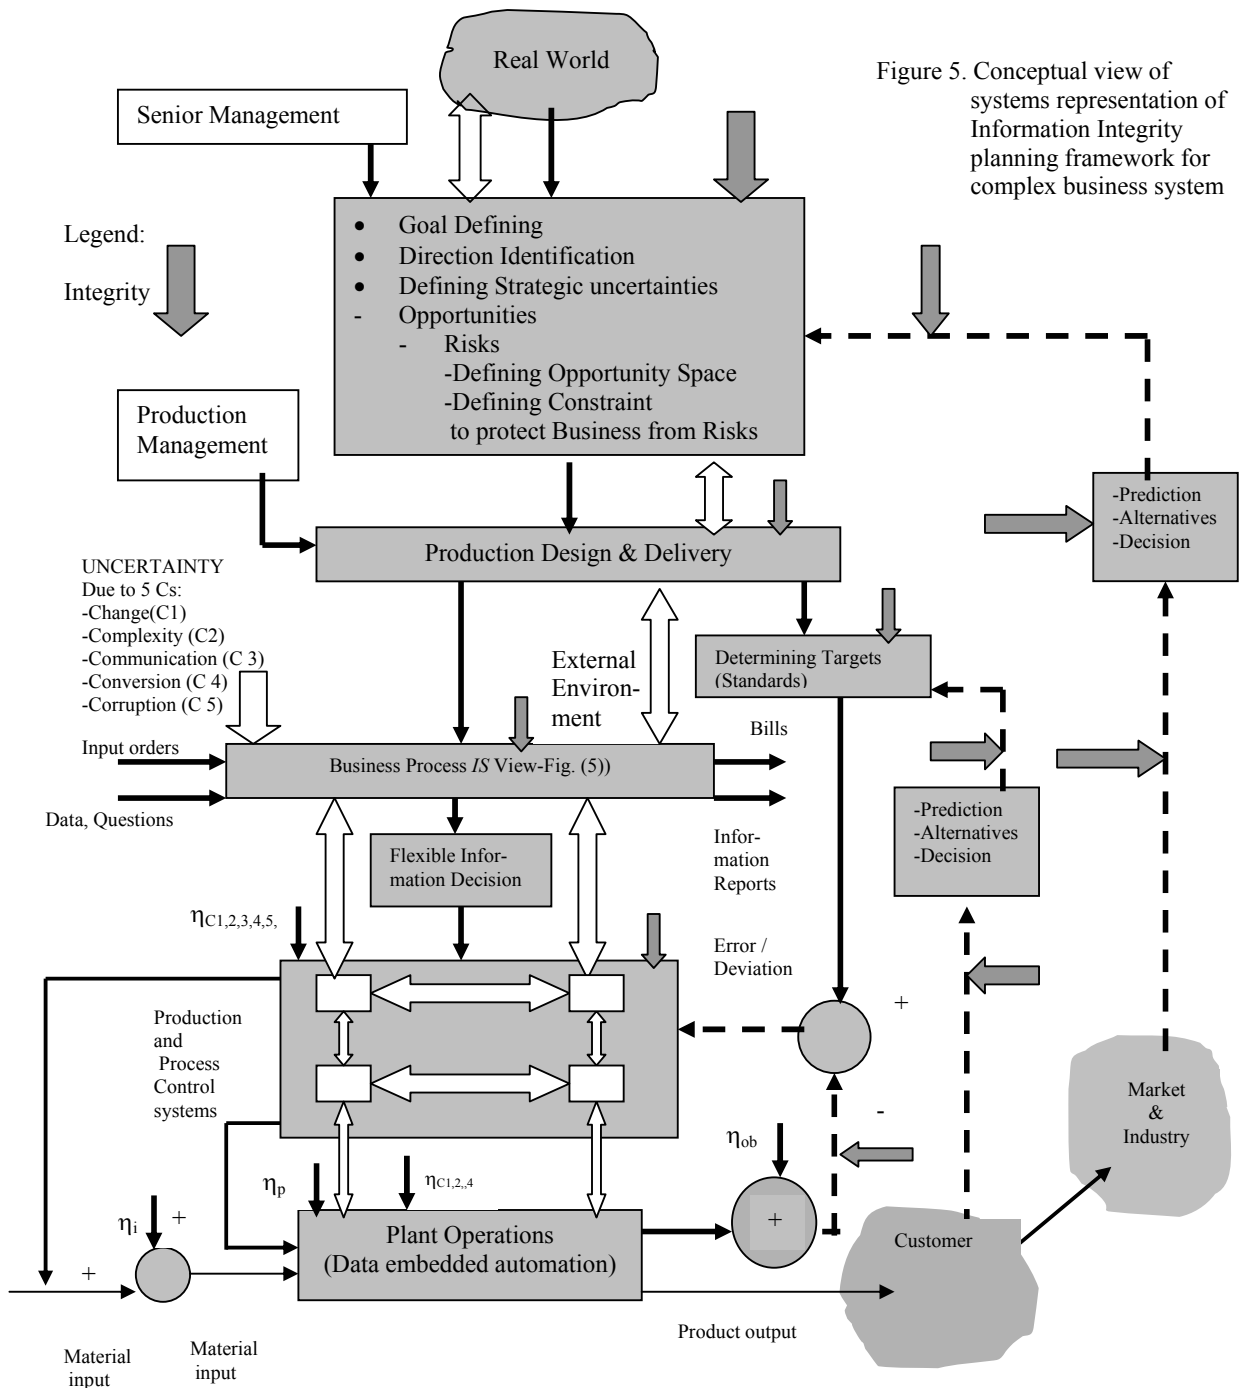 Real World
Figure 5. Conceptual view of
systems representation of
Information Integrity
planning framework for
complex business system
Senior Management
Legend:
Integrity
• Goal Defining
• Direction Identification
• Defining Strategic uncertainties
- Opportunities
- Risks
-Defining Opportunity Space
-Defining Constraint
to protect Business from Risks
Production
Management
-Prediction
-Alternatives
-Decision
Production Design & Delivery
UNCERTAINTY
Due to 5 Cs:
-Change(C1)
-Complexity (C2)
-Communication (C 3)
-Conversion (C 4)
-Corruption (C 5)
External
Environ-
ment
Determining Targets
(Standards)
Input orders
Bills
Business Process IS View-Fig. (5))
Data, Questions
-Prediction
-Alternatives
-Decision
Flexible Infor-
mation Decision
Infor-
mation
Reports
ηC1,2,3,4,5,
Error /
Deviation
+
Production
and
Process
Control
systems
-
Market
&
Industry
ηob
ηp
ηC1,2,,4
ηi
+
+
Plant Operations
(Data embedded automation)
Customer
+
Product output
Material
input
Material
input